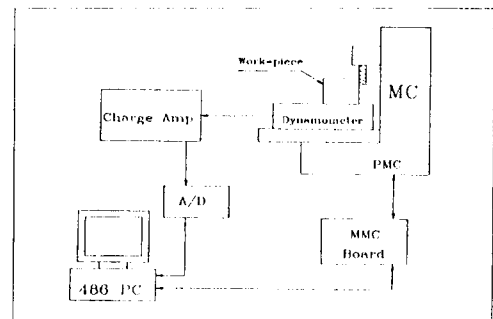 Work-piece
MC
Charge Amp
Dynamometer
PMC
A/D
MMC
Board
486 PC